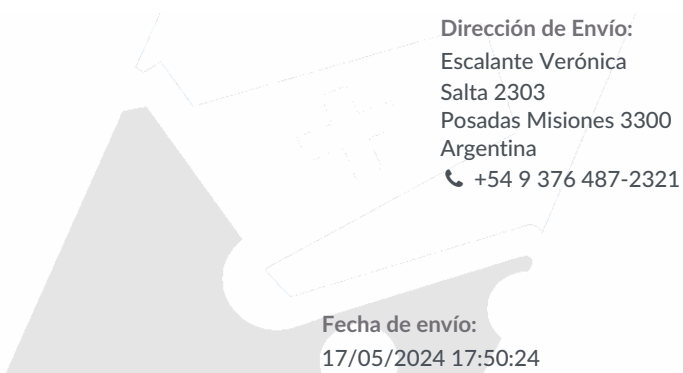 Dirección de Envío:
Escalante Verónica
Salta 2303
Posadas Misiones 3300
Argentina
+54 9 376 487-2321
Fecha de envío:
17/05/2024 17:50:24